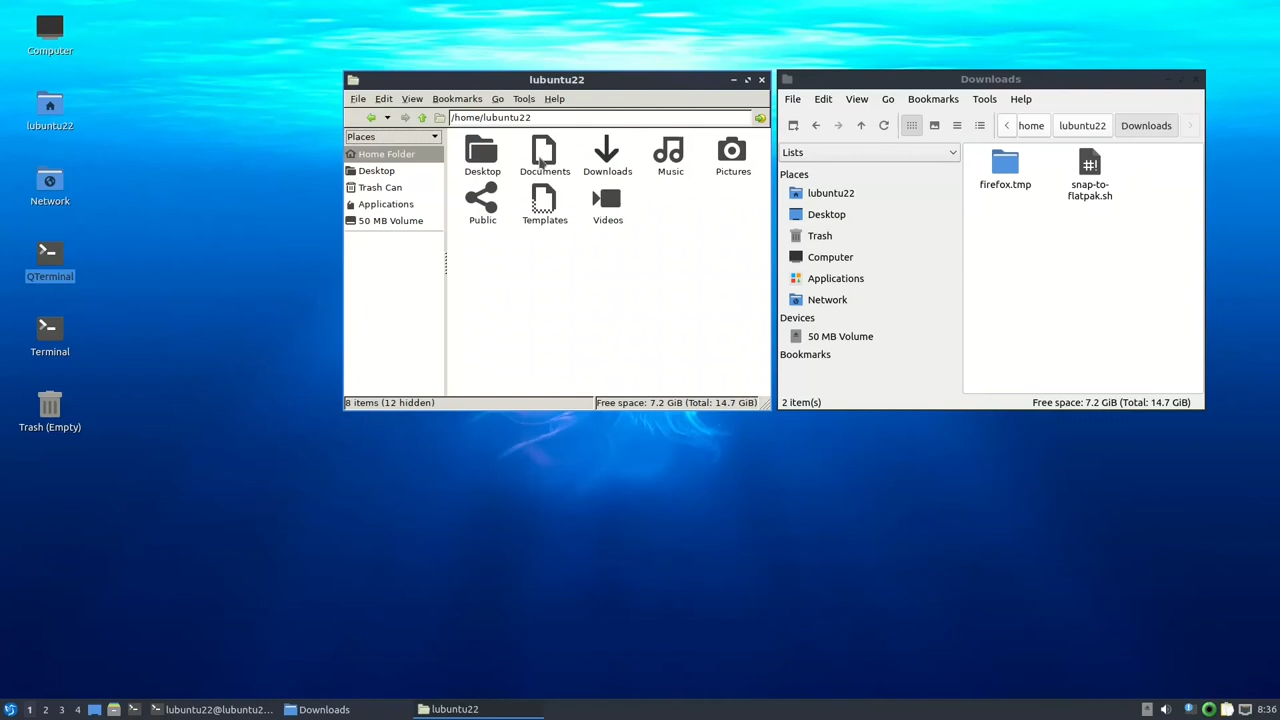 Computer
lubuntu22
Network
QTerminal
Terminal
Trash (Empty)
lubuntu22
File Edit View Bookmarks Go Tools Help
/home/lubuntu22
Places
Home Folder
Desktop
Trash Can
Applications
50 MB Volume
Desktop Documents Downloads Music Pictures
Public Templates Videos
8 items (12 hidden) Free space: 7.2 GiB (Total: 14.7 GiB)
Downloads
File Edit View Go Bookmarks Tools Help
home lubuntu22 Downloads
Lists
Places
lubuntu22
Desktop
Trash
Computer
Applications
Network
Devices
50 MB Volume
Bookmarks
firefox.tmp
#!
snap-to-
flatpak.sh
2 item(s) Free space: 7.2 GiB (Total: 14.7 GiB)
1 2 3 4 lubuntu22@lubuntu2... Downloads lubuntu22 8:36